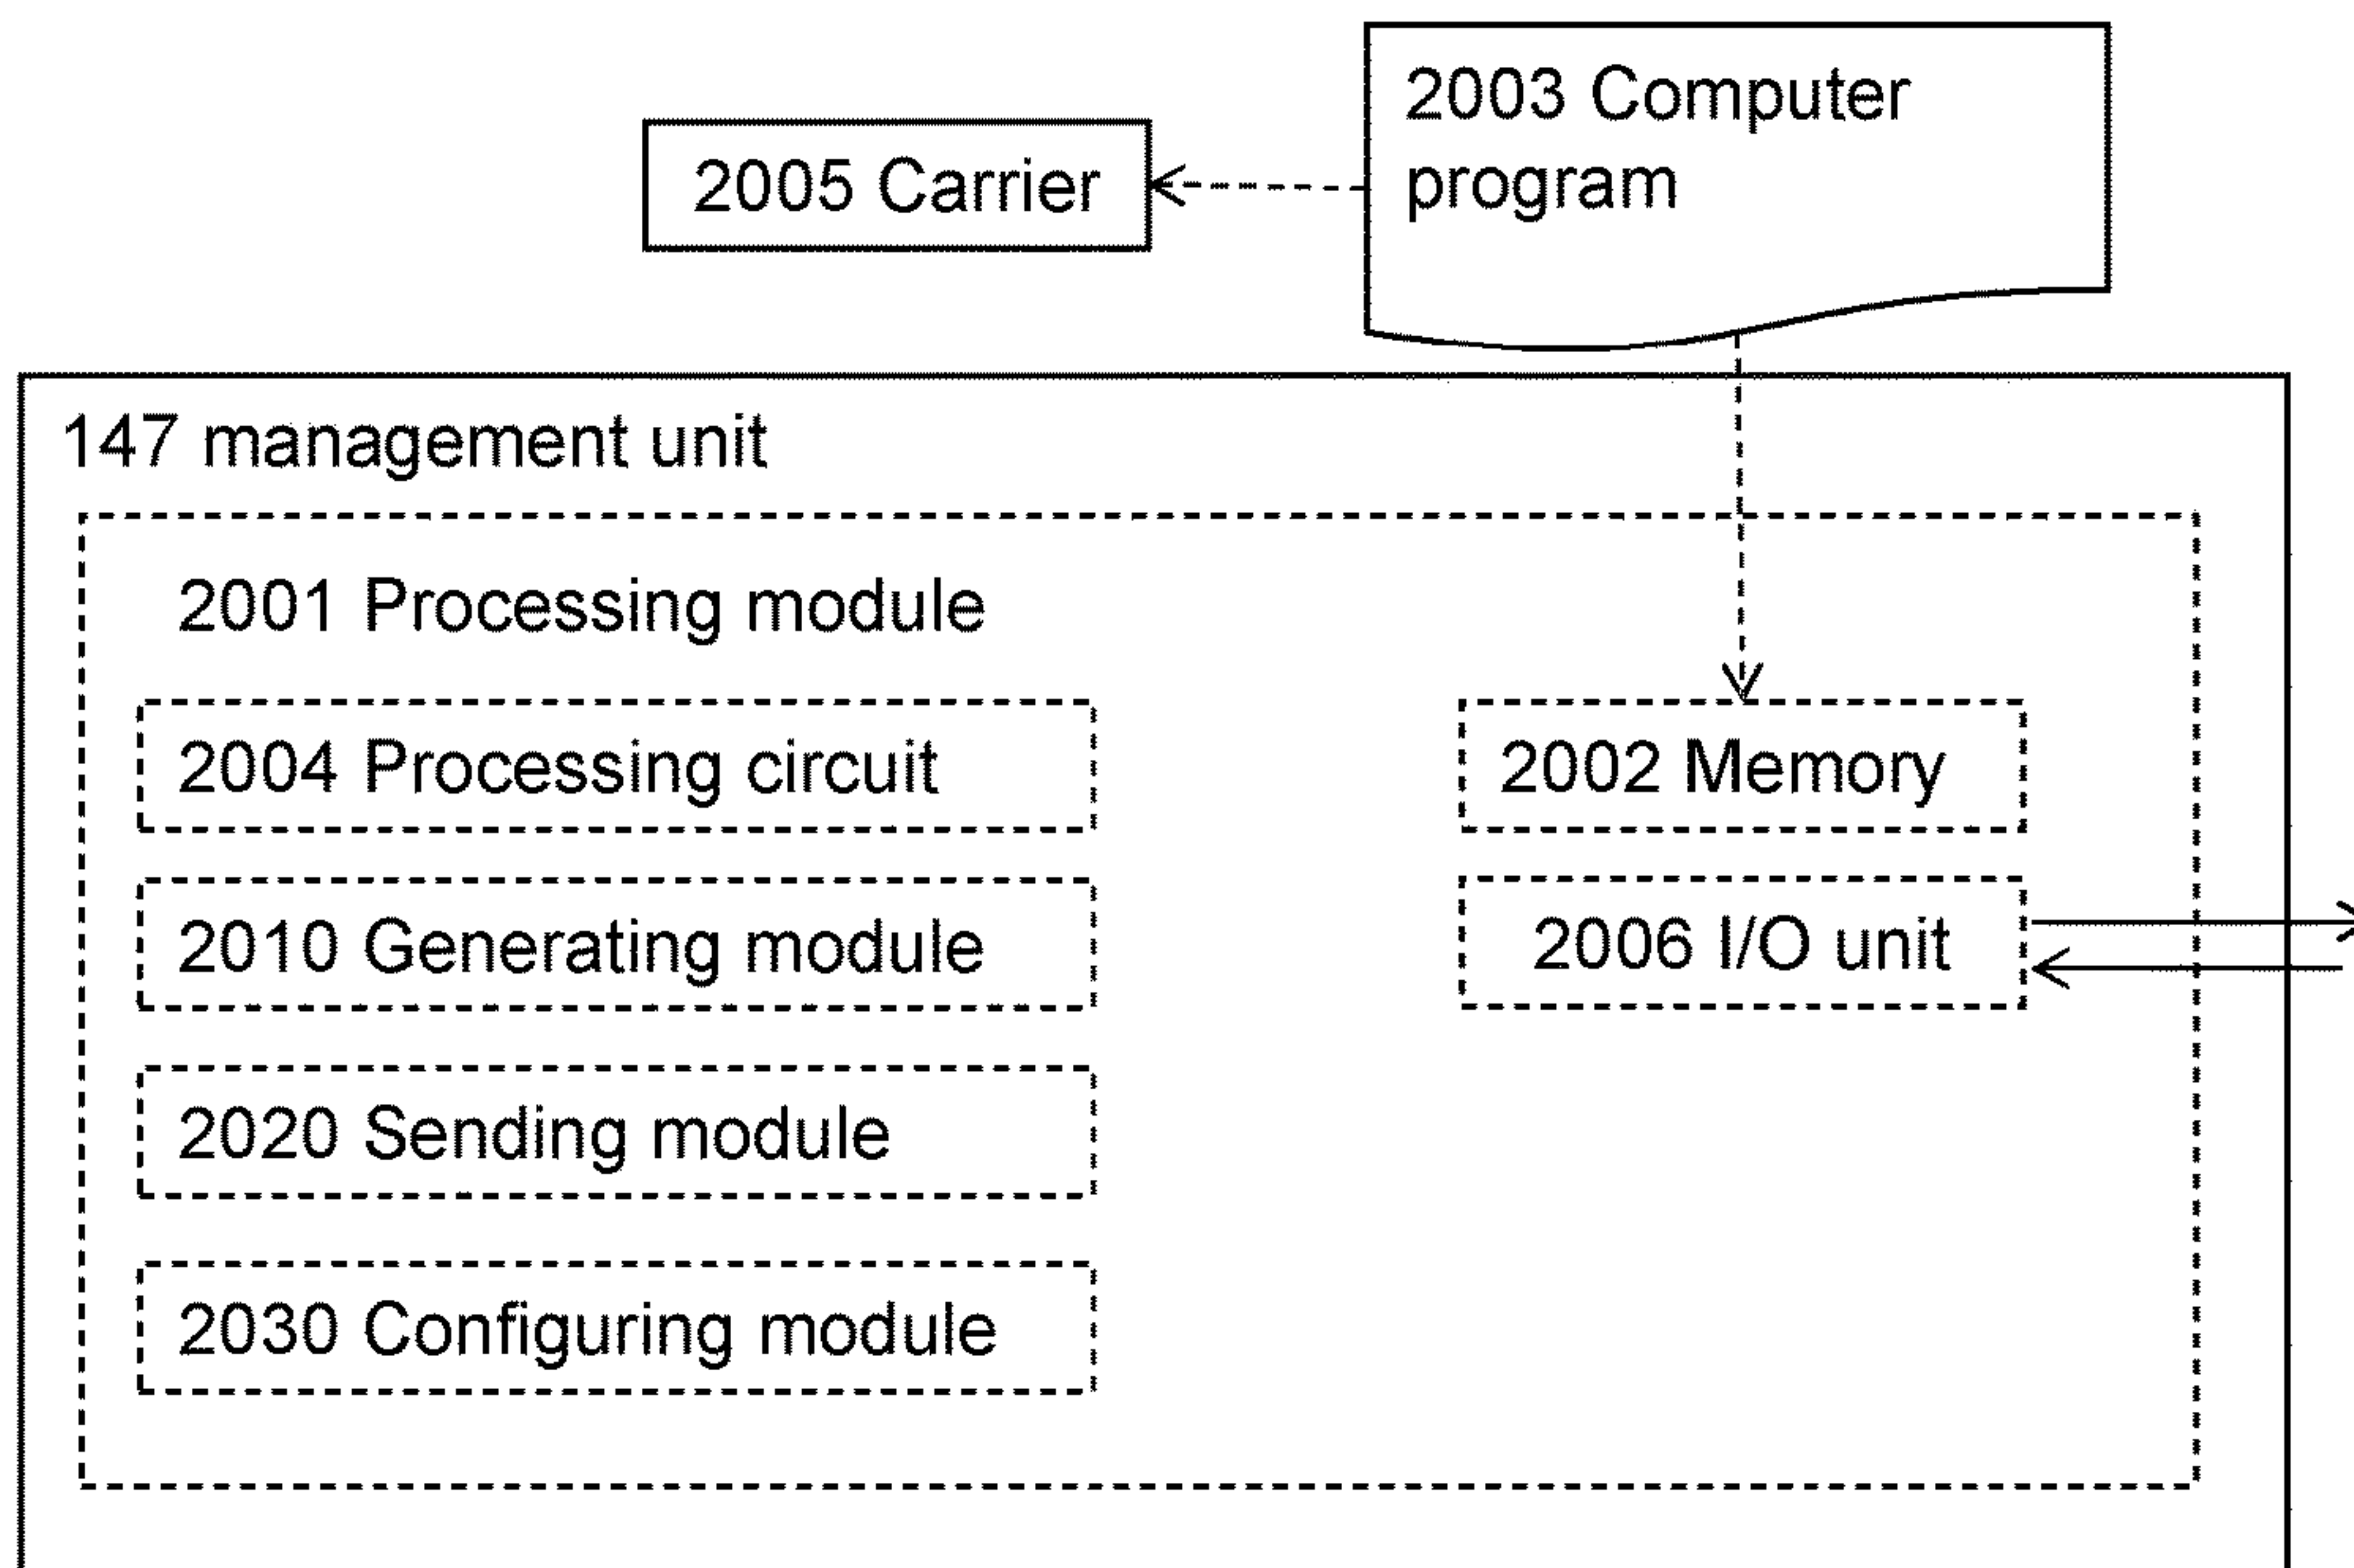 2003 Computer
program
2005 Carrier
147 management unit
2001 Processing module
2004 Processing circuit
2002 Memory
2010 Generating module
2006 I/O unit
2020 Sending module
2030 Configuring module